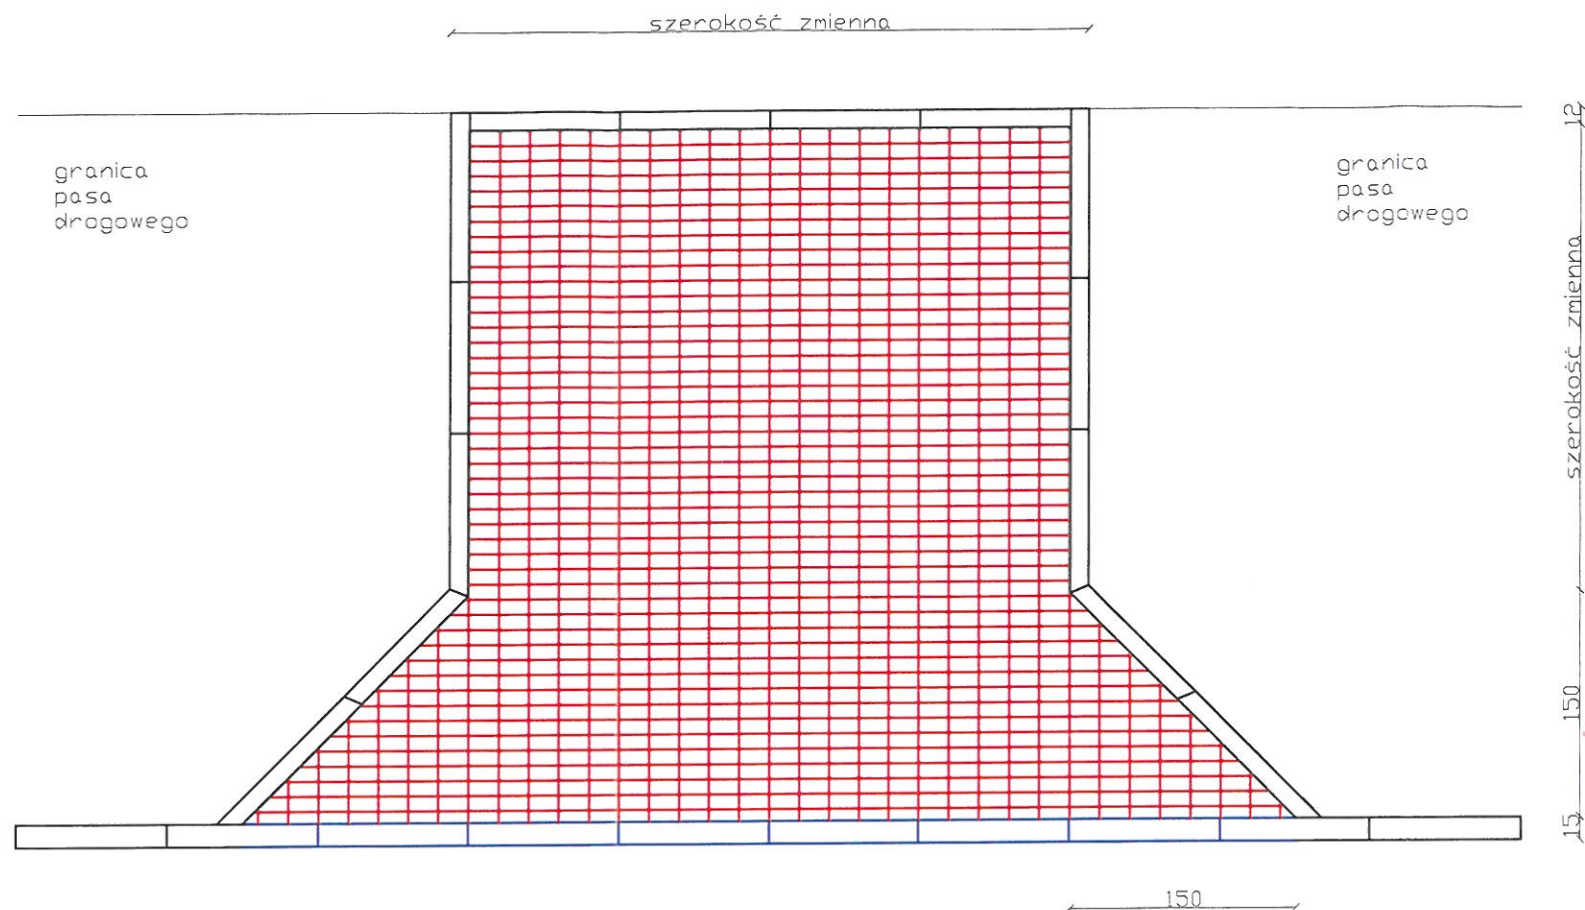 szerokość zmienna
granica
pasa
drogowego
granica
pasa
drogowego
12
szerokość zmienna
150
15
150